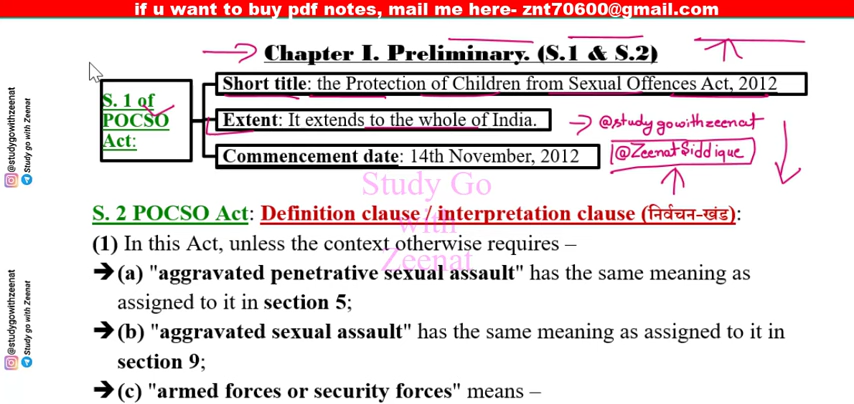 if u want to buy pdf notes, mail me here- znt70600@gmail.com
Chapter I. Preliminary. (S.1 & S.2)
S. 1 of
POCSO
Act:
Short title: the Protection of Children from Sexual Offences Act, 2012
Extent: It extends to the whole of India.
Commencement date: 14th November, 2012
@studygowithzeenat
@ZeenatSiddique
Study Go
with
Zeenat
S. 2 POCSO Act: Definition clause / interpretation clause (निर्वचन-खंड):
(1) In this Act, unless the context otherwise requires –
➔(a) "aggravated penetrative sexual assault" has the same meaning as
assigned to it in section 5;
➔(b) "aggravated sexual assault" has the same meaning as assigned to it in
section 9;
➔(c) "armed forces or security forces" means –
@studygowithzeenat
Study go with Zeenat
@studygowithzeenat
Study go with Zeenat